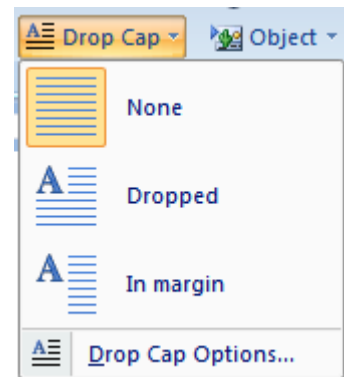 Drop Cap Object
None
Dropped
In margin
Drop Cap Options...